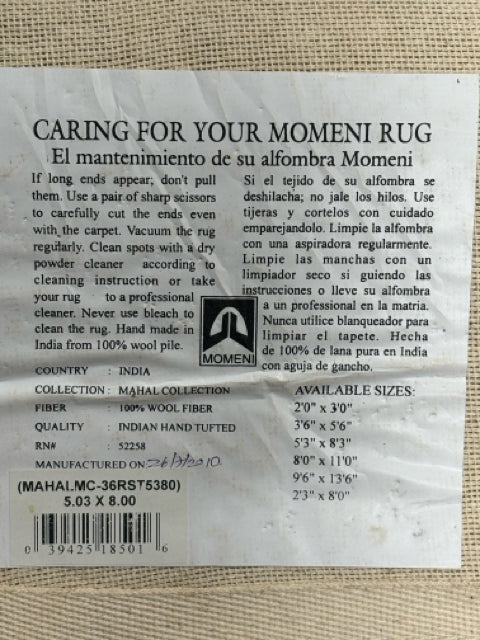 CARING FOR YOUR MOMENI RUG
El mantenimiento de su alfombra Momeni
If long ends appear; don't pull
them. Use a pair of sharp scissors
to carefully cut the ends even
with the carpet. Vacuum the rug
regularly. Clean spots with a dry
powder cleaner according to
cleaning instruction or take
your rug to a professional
cleaner. Never use bleach to
clean the rug. Hand made in
India from 100% wool pile.
Si el tejido de su alfombra se
deshilacha; no jale los hilos. Use
tijeras y cortelos con cuidado
emparejandolo. Limpie la alfombra
con una aspiradora regularmente.
Limpie las manchas con un
limpiador seco si guiendo las
instrucciones o lleve su alfombra
a un professional en la matria.
Nunca utilice blanqueador para
limpiar el tapete. Hecha
de 100% de lana pura en India
con aguja de gancho.
MOMENI
COUNTRY : INDIA
COLLECTION : MAHAL COLLECTION
FIBER : 100% WOOL FIBER
QUALITY : INDIAN HAND TUFTED
RN# : 52258
MANUFACTURED ON
AVAILABLE SIZES:
2'0" x 3'0"
3'6" x 5'6"
5'3" x 8'3"
8'0" x 11'0"
9'6" x 13'6"
2'3" x 8'0"
(MAHALMC-36RST5380)
5.03 X 8.00
0 39425 18501 6